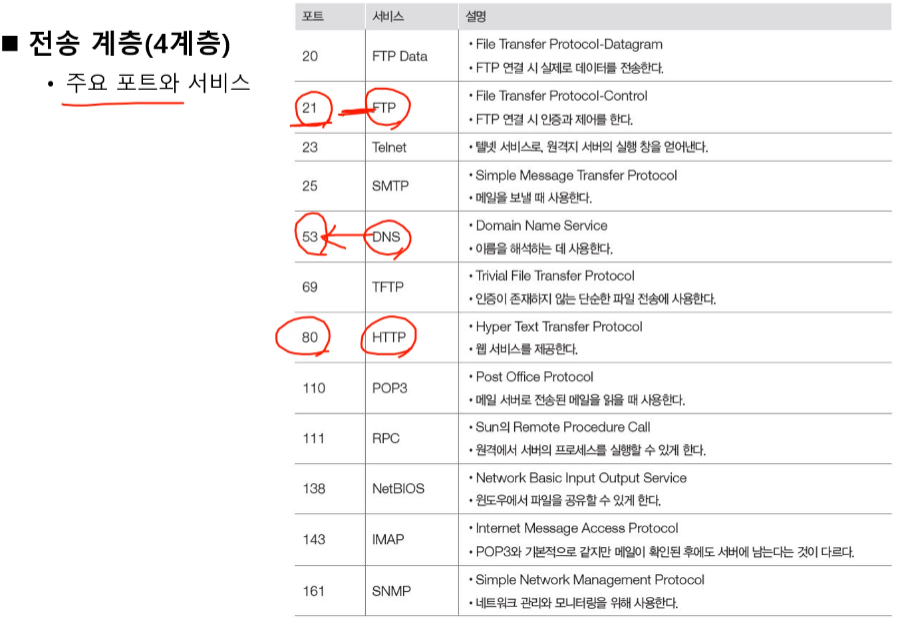 ■ 전송 계층(4계층)
• 주요 포트와 서비스
포트 서비스 설명
20 FTP Data • File Transfer Protocol-Datagram
• FTP 연결 시 실제로 데이터를 전송한다.
21 FTP • File Transfer Protocol-Control
• FTP 연결 시 인증과 제어를 한다.
23 Telnet • 텔넷 서비스로, 원격지 서버의 실행 창을 얻어낸다.
25 SMTP • Simple Message Transfer Protocol
• 메일을 보낼 때 사용한다.
53 DNS • Domain Name Service
• 이름을 해석하는 데 사용한다.
69 TFTP • Trivial File Transfer Protocol
• 인증이 존재하지 않는 단순한 파일 전송에 사용한다.
80 HTTP • Hyper Text Transfer Protocol
• 웹 서비스를 제공한다.
110 POP3 • Post Office Protocol
• 메일 서버로 전송된 메일을 읽을 때 사용한다.
111 RPC • Sun의 Remote Procedure Call
• 원격에서 서버의 프로세스를 실행할 수 있게 한다.
138 NetBIOS • Network Basic Input Output Service
• 윈도우에서 파일을 공유할 수 있게 한다.
143 IMAP • Internet Message Access Protocol
• POP3와 기본적으로 같지만 메일이 확인된 후에도 서버에 남는다는 것이 다르다.
161 SNMP • Simple Network Management Protocol
• 네트워크 관리와 모니터링을 위해 사용한다.